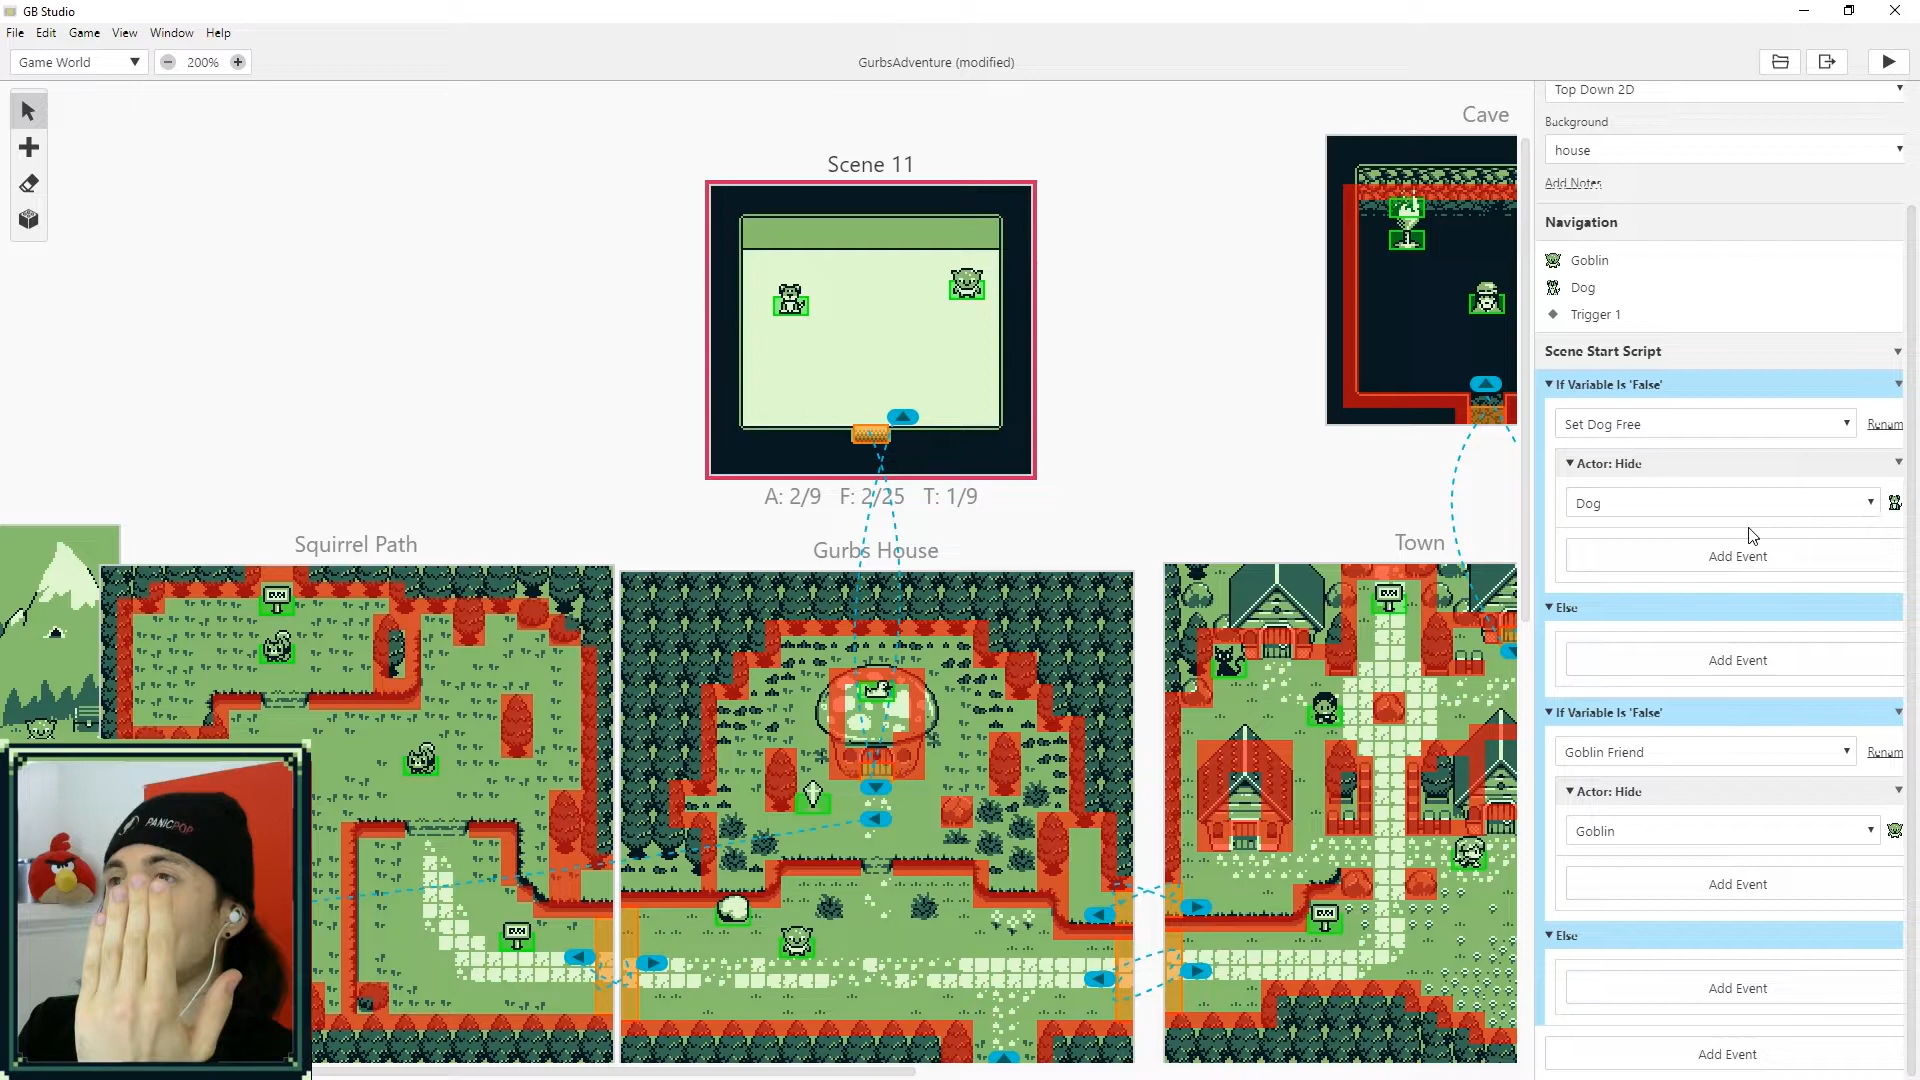 GB Studio
File Edit Game View Window Help
Game World
200%
GurbsAdventure (modified)
Top Down 2D
Background
house
Add Notes
Navigation
Goblin
Dog
Trigger 1
Scene Start Script
If Variable Is 'False'
Set Dog Free
Renam
Actor: Hide
Dog
Add Event
Else
Add Event
If Variable Is 'False'
Goblin Friend
Renam
Actor: Hide
Goblin
Add Event
Else
Add Event
Add Event
Cave
Scene 11
A: 2/9 F: 2/25 T: 1/9
Squirrel Path
Gurbs House
Town
PANICPOP